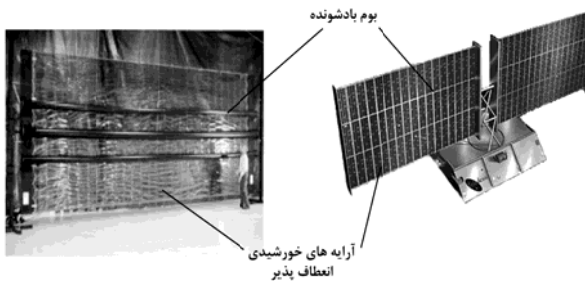 بوم بادشونده
آرایه های خورشیدی
انعطاف پذیر